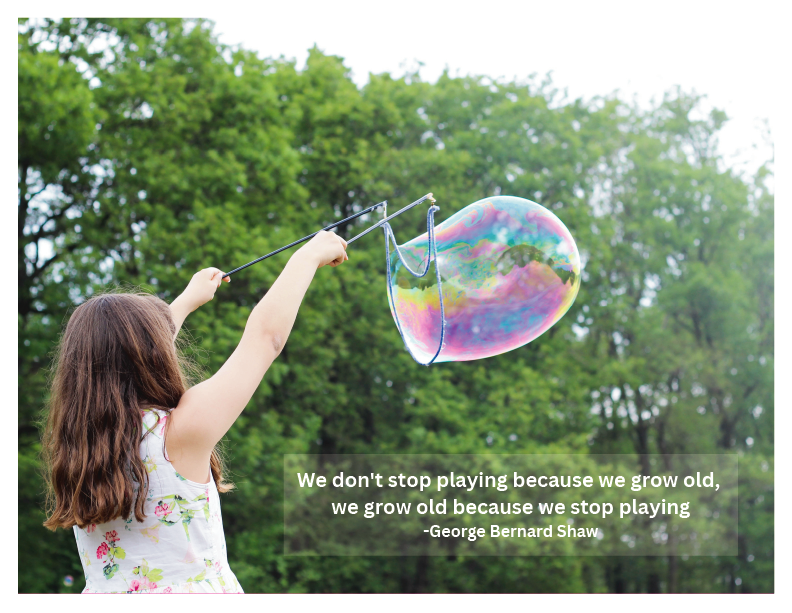 We don't stop playing because we grow old,
we grow old because we stop playing
-George Bernard Shaw